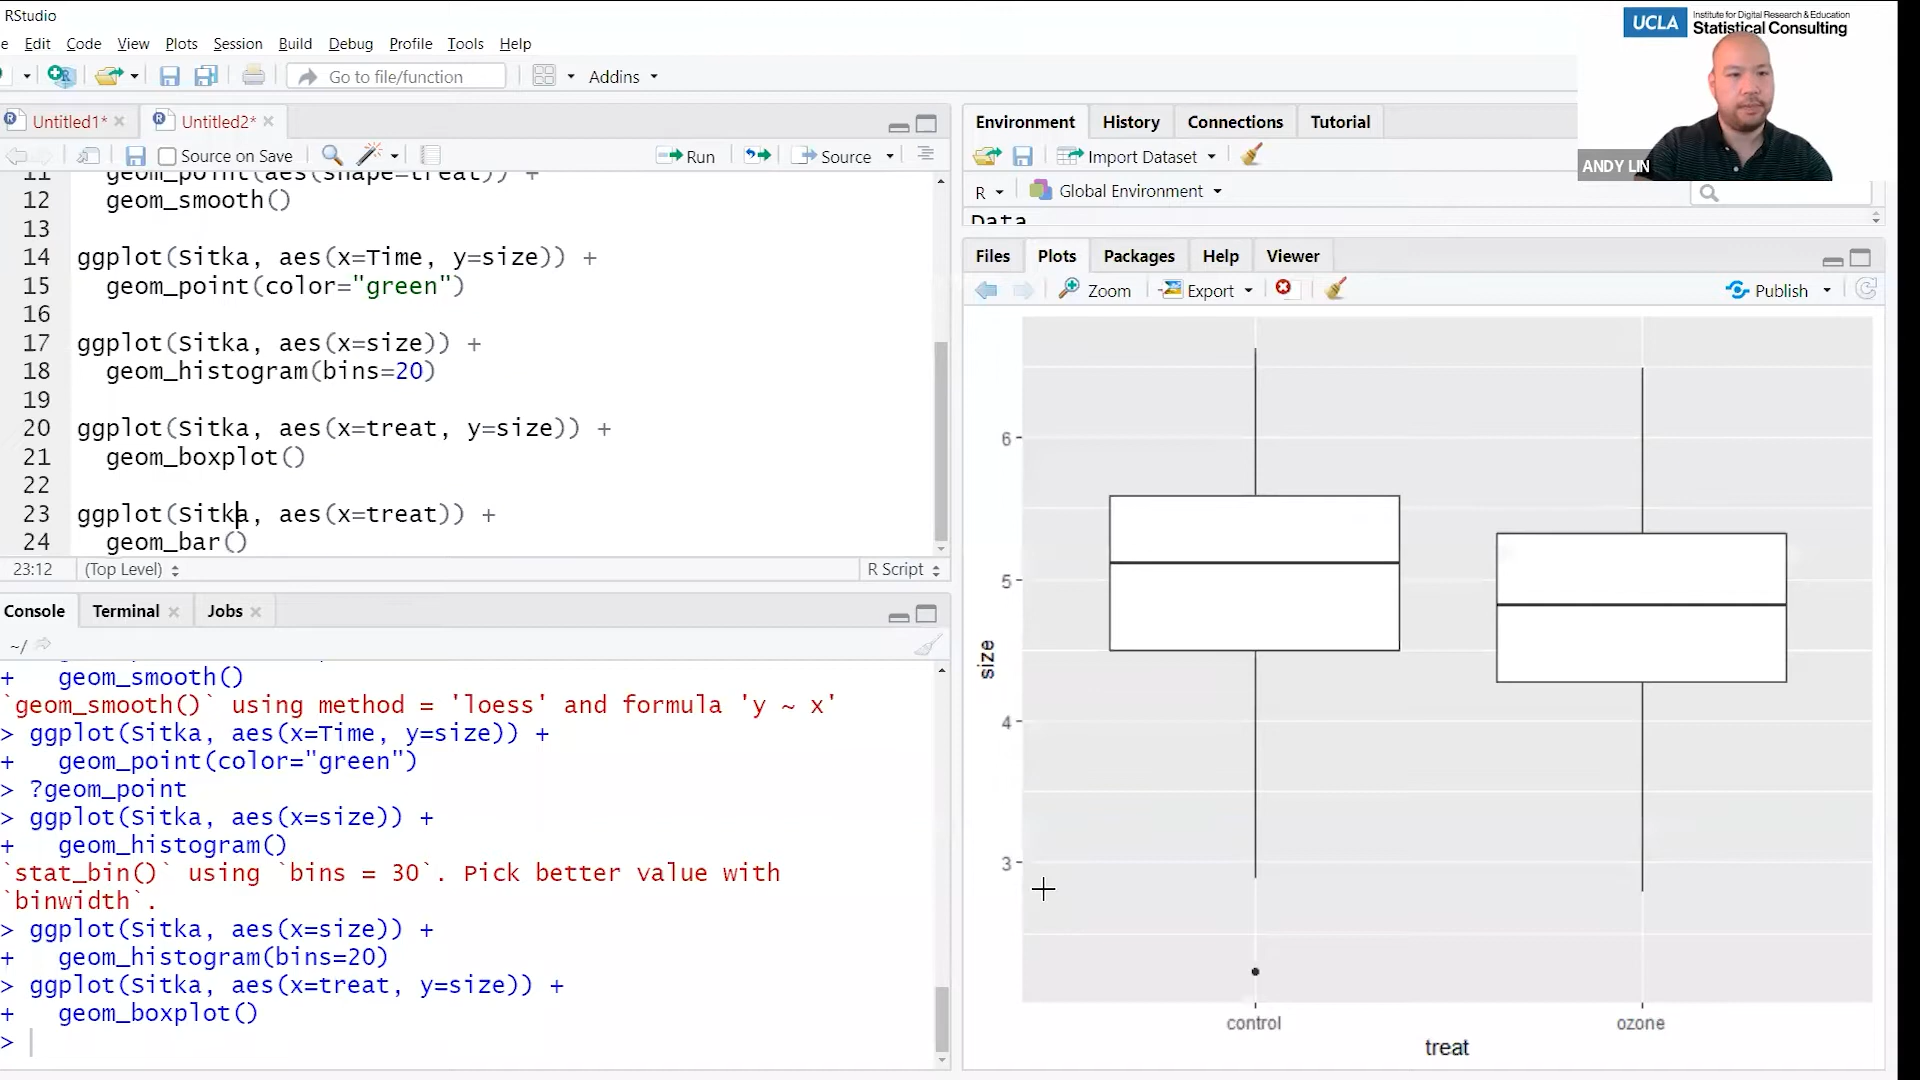 RStudio
e Edit Code View Plots Session Build Debug Profile Tools Help
Go to file/function
Addins
UCLA Institute for Digital Research & Education
Statistical Consulting
ANDY LIN
Untitled1* Untitled2*
Source on Save
Run
Source
11 geom_point(aes(shape=treat)) +
12 geom_smooth()
13
14 ggplot(Sitka, aes(x=Time, y=size)) +
15 geom_point(color="green")
16
17 ggplot(Sitka, aes(x=size)) +
18 geom_histogram(bins=20)
19
20 ggplot(Sitka, aes(x=treat, y=size)) +
21 geom_boxplot()
22
23 ggplot(Sitka, aes(x=treat)) +
24 geom_bar()
23:12 (Top Level) R Script
Console Terminal Jobs
~/
+ geom_smooth()
`geom_smooth()` using method = 'loess' and formula 'y ~ x'
> ggplot(Sitka, aes(x=Time, y=size)) +
+ geom_point(color="green")
> ?geom_point
> ggplot(Sitka, aes(x=size)) +
+ geom_histogram()
`stat_bin()` using `bins = 30`. Pick better value with
`binwidth`.
> ggplot(Sitka, aes(x=size)) +
+ geom_histogram(bins=20)
> ggplot(Sitka, aes(x=treat, y=size)) +
+ geom_boxplot()
>
Environment History Connections Tutorial
Import Dataset
R Global Environment
Data
Files Plots Packages Help Viewer
Zoom Export Publish
6
5
4
3
size
control ozone
treat